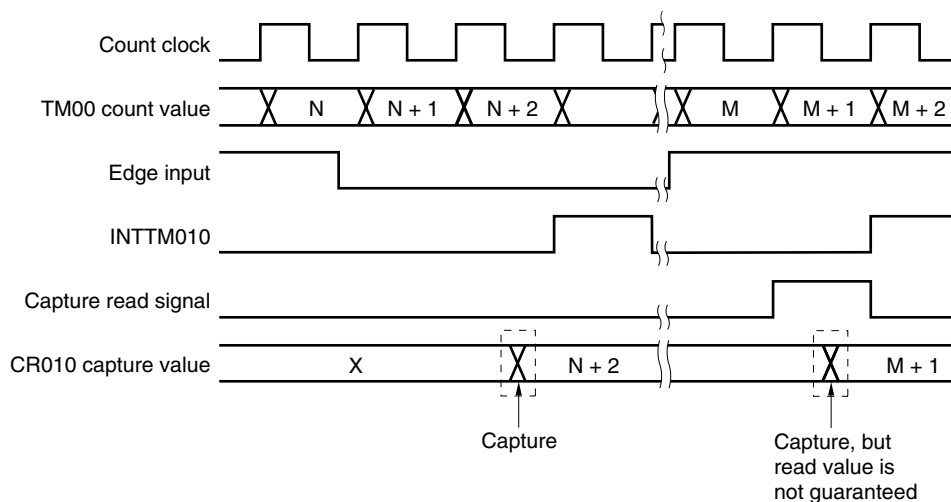 Count clock
TM00 count value
N
N + 1
N + 2
M
M + 1
M + 2
Edge input
INTTM010
Capture read signal
CR010 capture value
X
N + 2
M + 1
Capture
Capture, but
read value is
not guaranteed